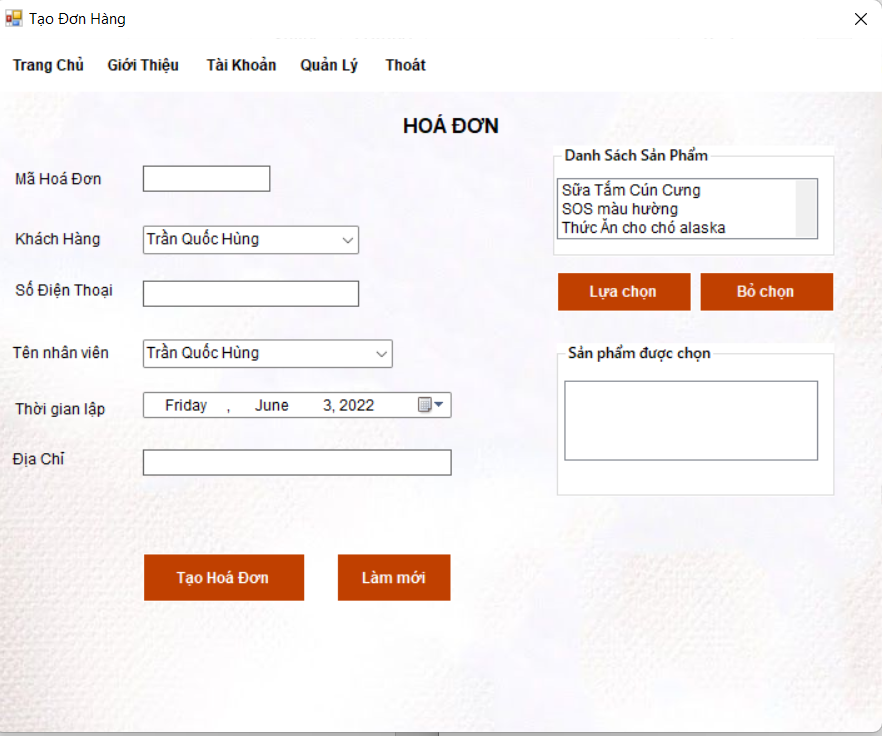 Tạo Đơn Hàng
Trang Chủ Giới Thiệu Tài Khoản Quản Lý Thoát
HOÁ ĐƠN
Mã Hoá Đơn
Khách Hàng Trần Quốc Hùng
Số Điện Thoại
Tên nhân viên Trần Quốc Hùng
Thời gian lập Friday , June 3, 2022
Địa Chỉ
Tạo Hoá Đơn Làm mới
Danh Sách Sản Phẩm
Sữa Tắm Cún Cưng
SOS màu hường
Thức Ăn cho chó alaska
Lựa chọn Bỏ chọn
Sản phẩm được chọn